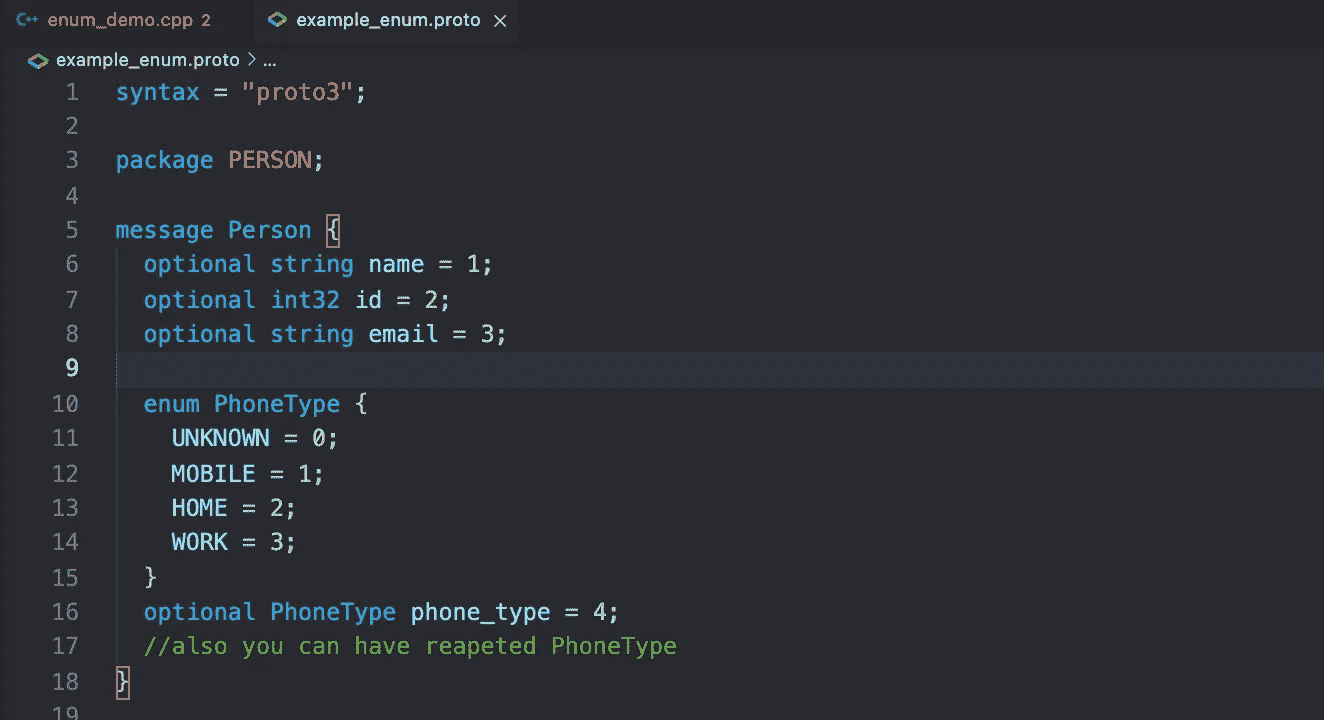 enum_demo.cpp 2 example_enum.proto ×
example_enum.proto > ...
1 syntax = "proto3";
2
3 package PERSON;
4
5 message Person {
6 optional string name = 1;
7 optional int32 id = 2;
8 optional string email = 3;
9
10 enum PhoneType {
11 UNKNOWN = 0;
12 MOBILE = 1;
13 HOME = 2;
14 WORK = 3;
15 }
16 optional PhoneType phone_type = 4;
17 //also you can have reapeted PhoneType
18 }
19